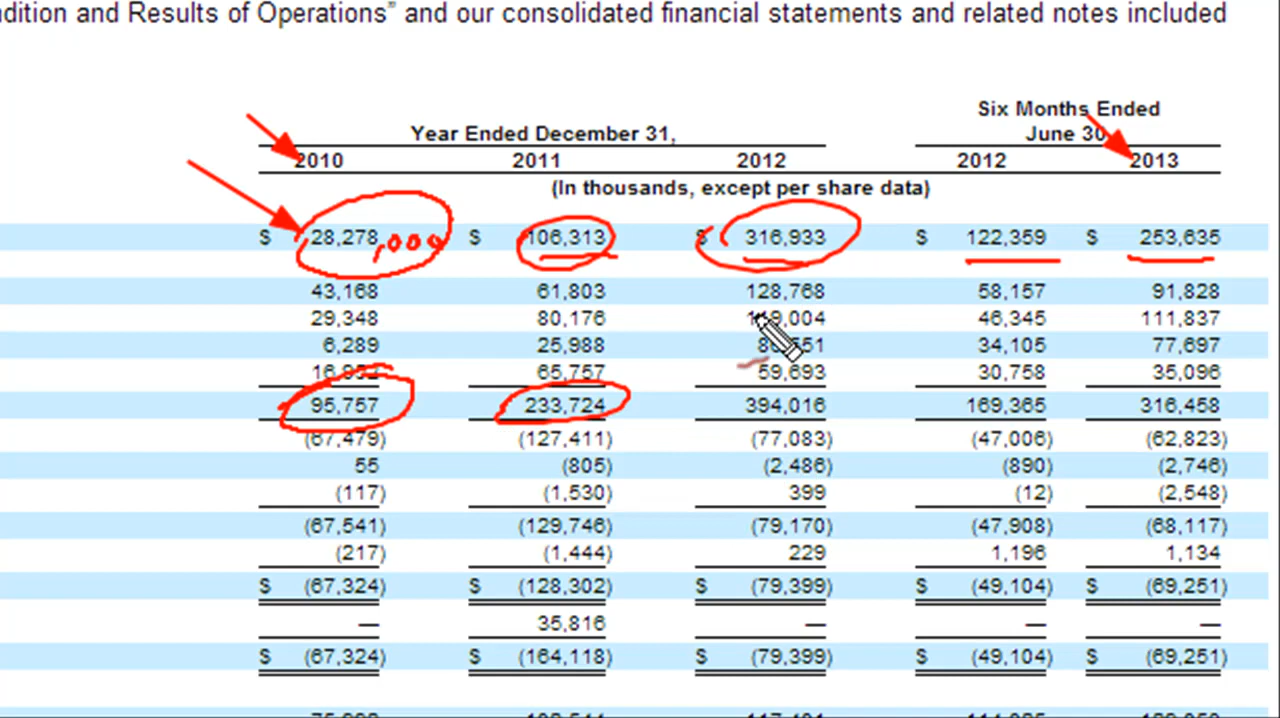 ndition and Results of Operations” and our consolidated financial statements and related notes included
Six Months Ended
Year Ended December 31, June 30
2010 2011 2012 2012 2013
(In thousands, except per share data)
$ 28,278,000 $ 106,313 $ 316,933 $ 122,359 $ 253,635
43,168 61,803 128,768 58,157 91,828
29,348 80,176 46,345 111,837
6,289 25,988 34,105 77,697
65,757 59,693 30,758 35,096
95,757 233,724 394,016 169,365 316,458
(67,479) (127,411) (77,083) (47,006) (62,823)
55 (805) (2,486) (890) (2,746)
(117) (1,530) 399 (12) (2,548)
(67,541) (129,746) (79,170) (47,908) (68,117)
(217) (1,444) 229 1,196 1,134
$ (67,324) $ (128,302) $ (79,399) $ (49,104) $ (69,251)
— 35,816 — — —
$ (67,324) $ (164,118) $ (79,399) $ (49,104) $ (69,251)